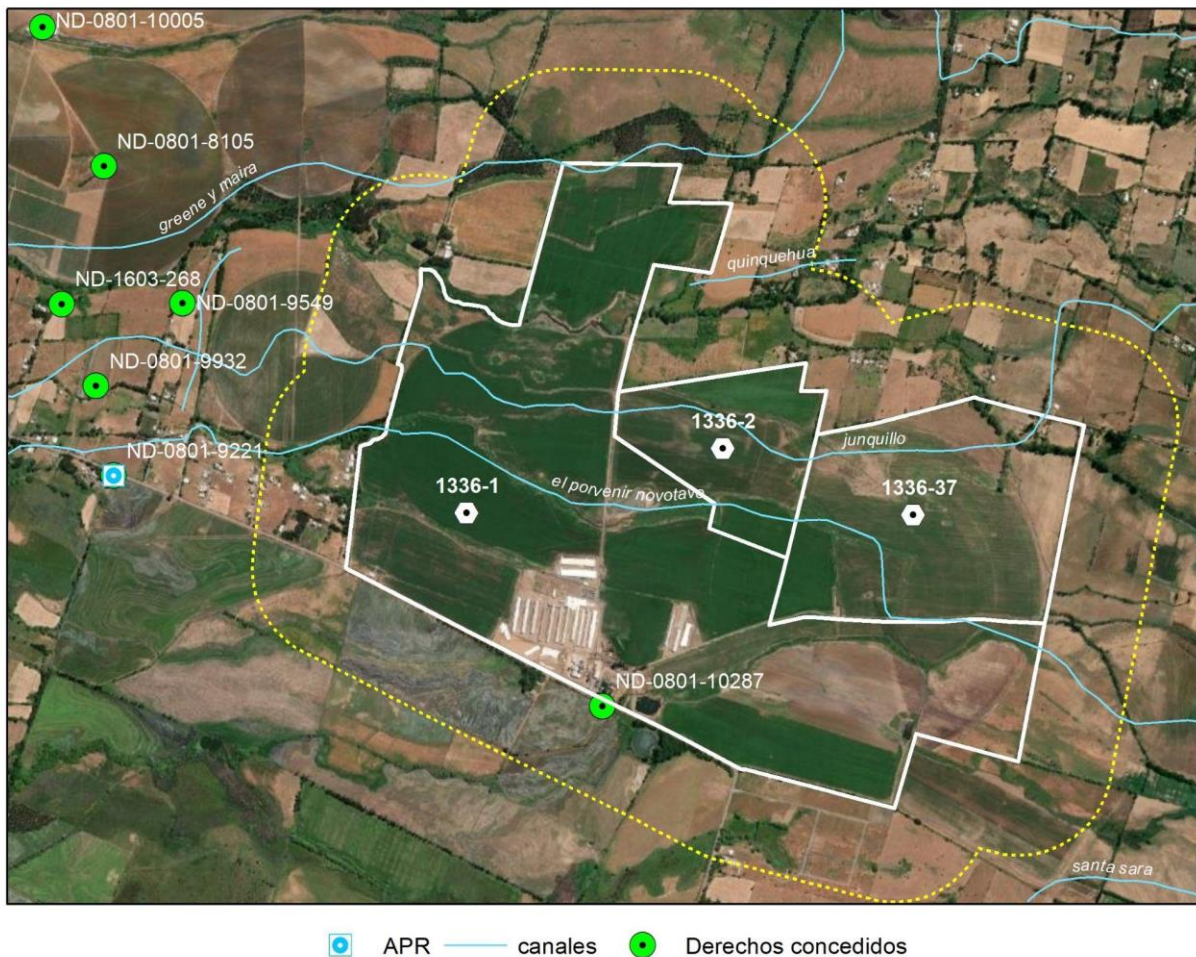 ND-0801-10005
ND-0801-8105
greene y maira
ND-1603-268
ND-0801-9549
quinquehua
ND-0801-9932
1336-2
junquillo
ND-0801-9221
1336-1
el porvenir novotavo
1336-37
ND-0801-10287
santa sara
APR
canales
Derechos concedidos